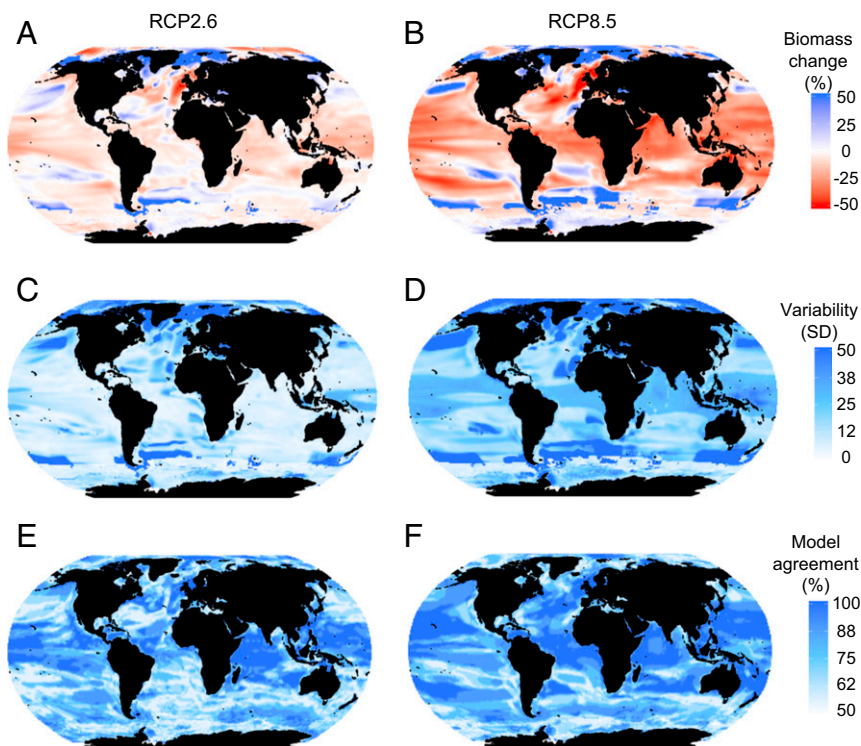 RCP2.6
RCP8.5
A
B
Biomass
change
(%)
50
25
0
-25
-50
C
D
Variability
(SD)
50
38
25
12
0
E
F
Model
agreement
(%)
100
88
75
62
50